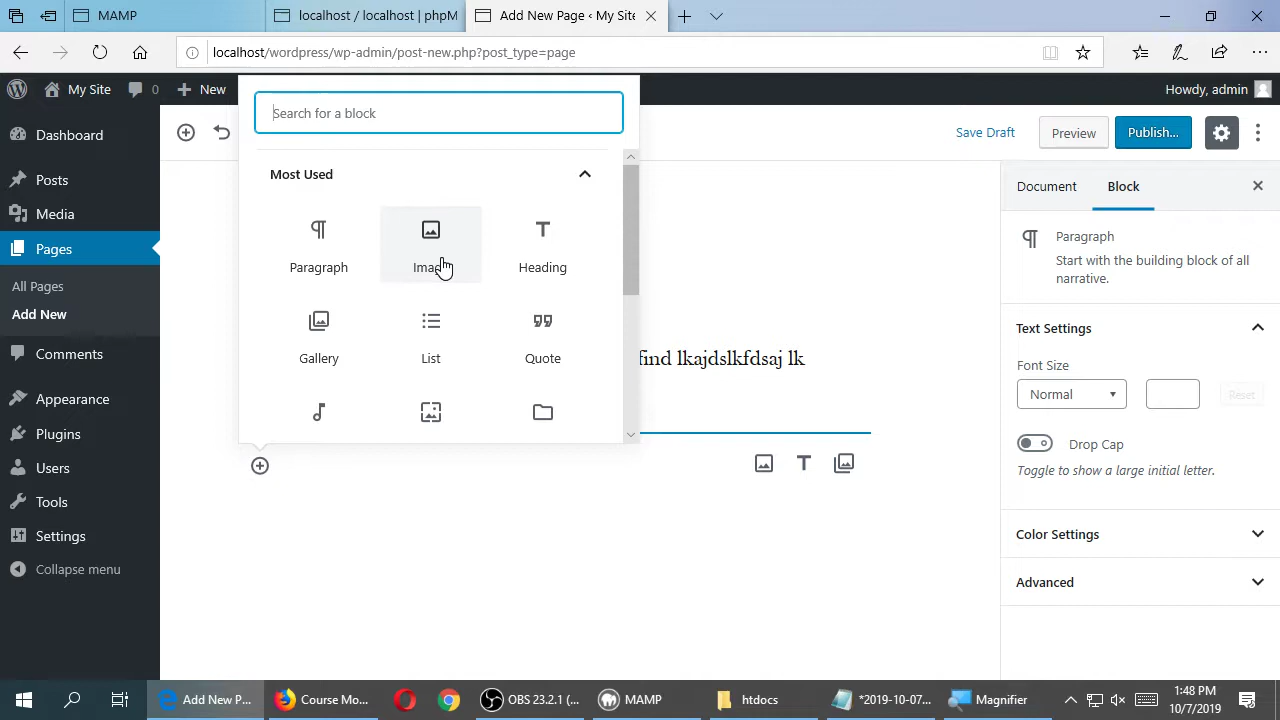 MAMP
localhost / localhost | phpM
Add New Page ‹ My Site
localhost/wordpress/wp-admin/post-new.php?post_type=page
My Site
0
New
Howdy, admin
Search for a block
Save Draft
Preview
Publish...
Dashboard
Posts
Media
Pages
All Pages
Add New
Comments
Appearance
Plugins
Users
Tools
Settings
Collapse menu
Most Used
Paragraph
Image
Heading
Gallery
List
Quote
find lkajdslkfdsaj lk
Document
Block
Paragraph
Start with the building block of all
narrative.
Text Settings
Font Size
Normal
Reset
Drop Cap
Toggle to show a large initial letter.
Color Settings
Advanced
Add New P...
Course Mo...
OBS 23.2.1 (...
MAMP
htdocs
*2019-10-07...
Magnifier
1:48 PM
10/7/2019